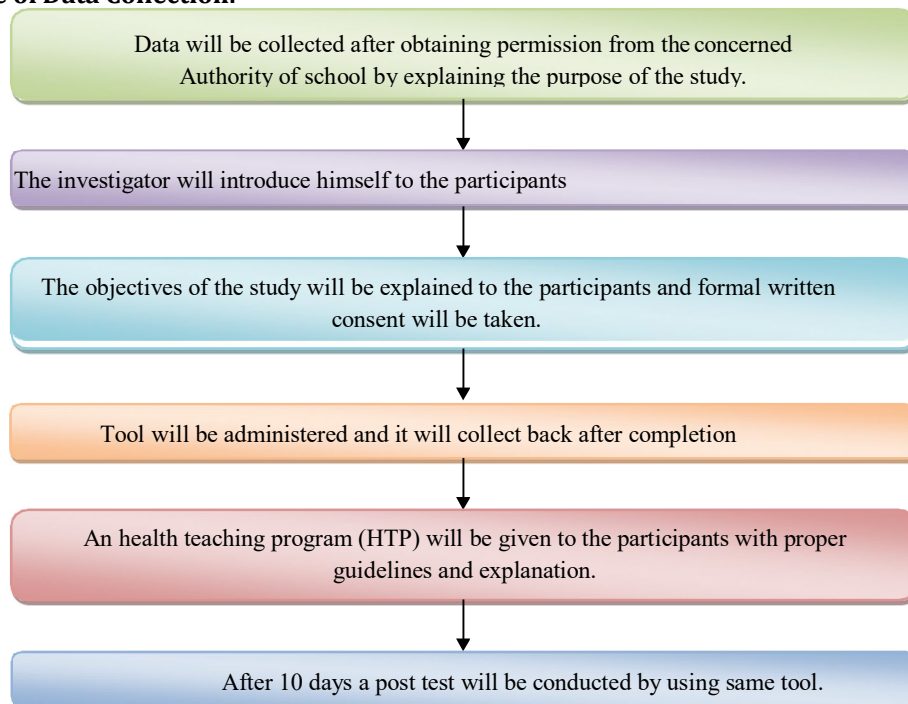 of Data Collection:
Data will be collected after obtaining permission from the concerned
Authority of school by explaining the purpose of the study.
The investigator will introduce himself to the participants
The objectives of the study will be explained to the participants and formal written
consent will be taken.
Tool will be administered and it will collect back after completion
An health teaching program (HTP) will be given to the participants with proper
guidelines and explanation.
After 10 days a post test will be conducted by using same tool.